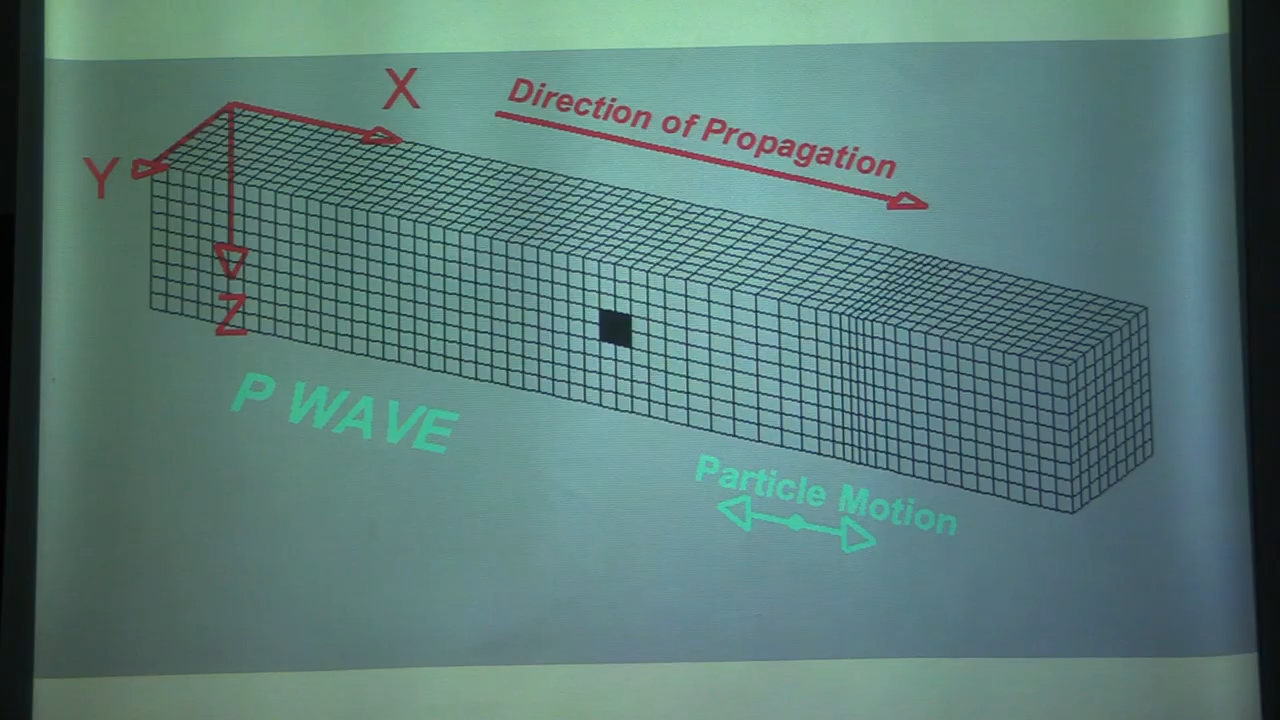 X
Direction of Propagation
Y
Z
P WAVE
Particle Motion